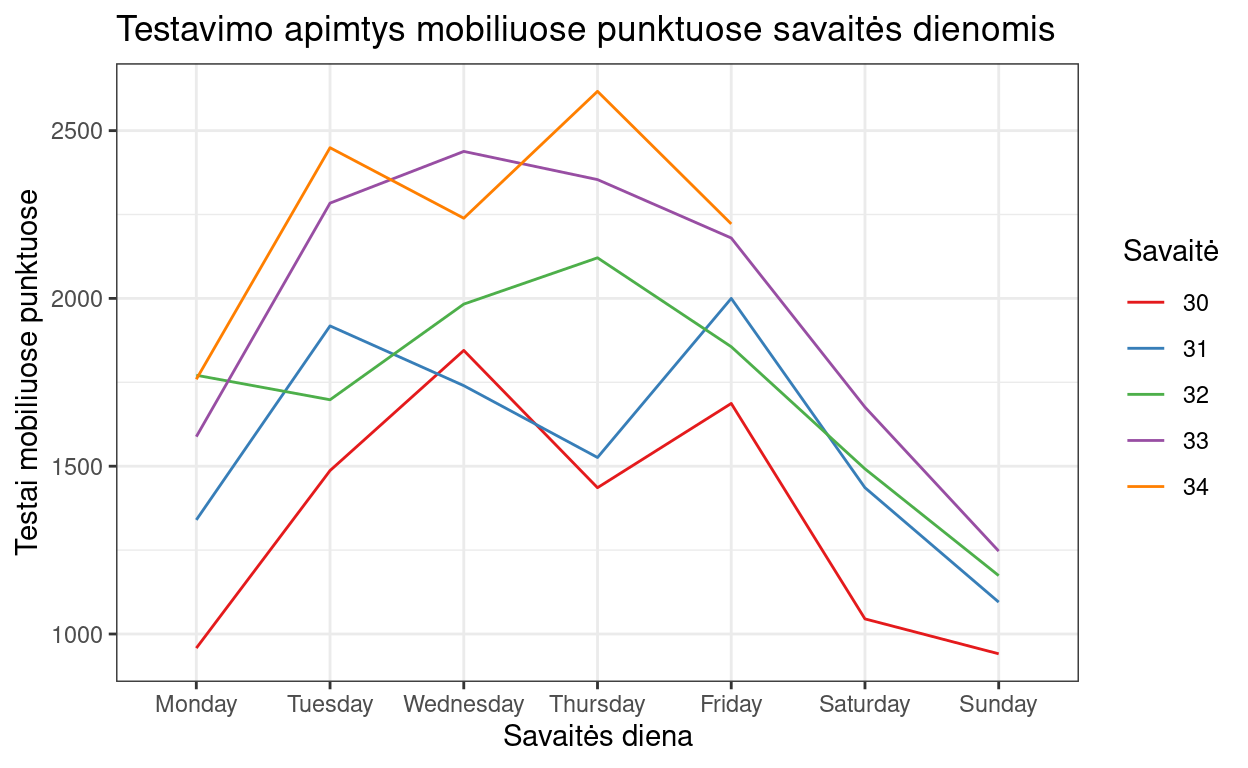 Testavimo apimtys mobiliuose punktuose savaitės dienomis
Testai mobiliuose punktuose
2500
2000
1500
1000
Monday Tuesday Wednesday Thursday Friday Saturday Sunday
Savaitės diena
Savaitė
30
31
32
33
34